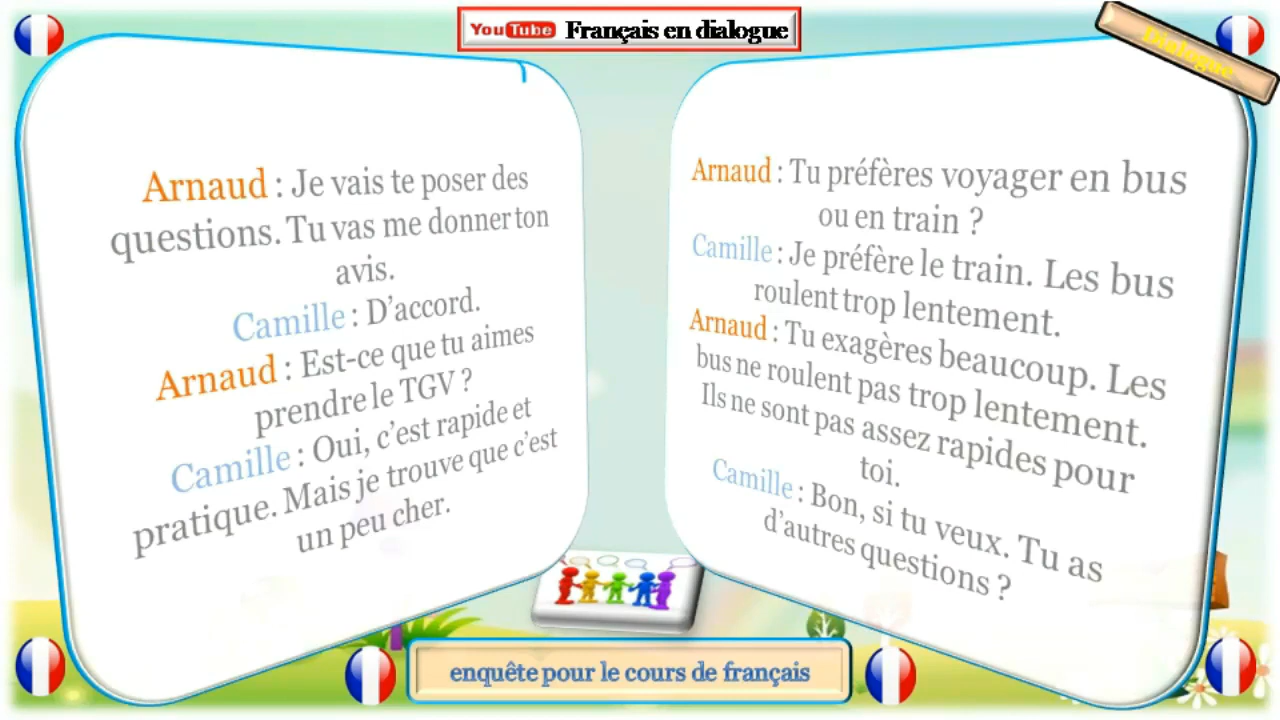 YouTube Français en dialogue
Dialogue
Arnaud : Je vais te poser des
questions. Tu vas me donner ton
avis.
Camille : D'accord.
Arnaud : Est-ce que tu aimes
prendre le TGV ?
Camille : Oui, c'est rapide et
pratique. Mais je trouve que c'est
un peu cher.
Arnaud : Tu préfères voyager en bus
ou en train ?
Camille : Je préfère le train. Les bus
roulent trop lentement.
Arnaud : Tu exagères beaucoup. Les
bus ne roulent pas trop lentement.
Ils ne sont pas assez rapides pour
toi.
Camille : Bon, si tu veux. Tu as
d'autres questions ?
enquête pour le cours de français